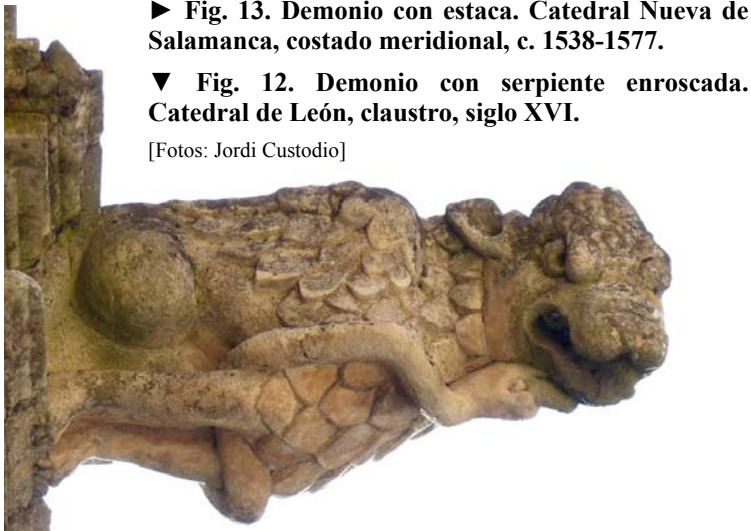 ► Fig. 13. Demonio con estaca. Catedral Nueva de
Salamanca, costado meridional, c. 1538-1577.
▼ Fig. 12. Demonio con serpiente enroscada.
Catedral de León, claustro, siglo XVI.
[Fotos: Jordi Custodio]